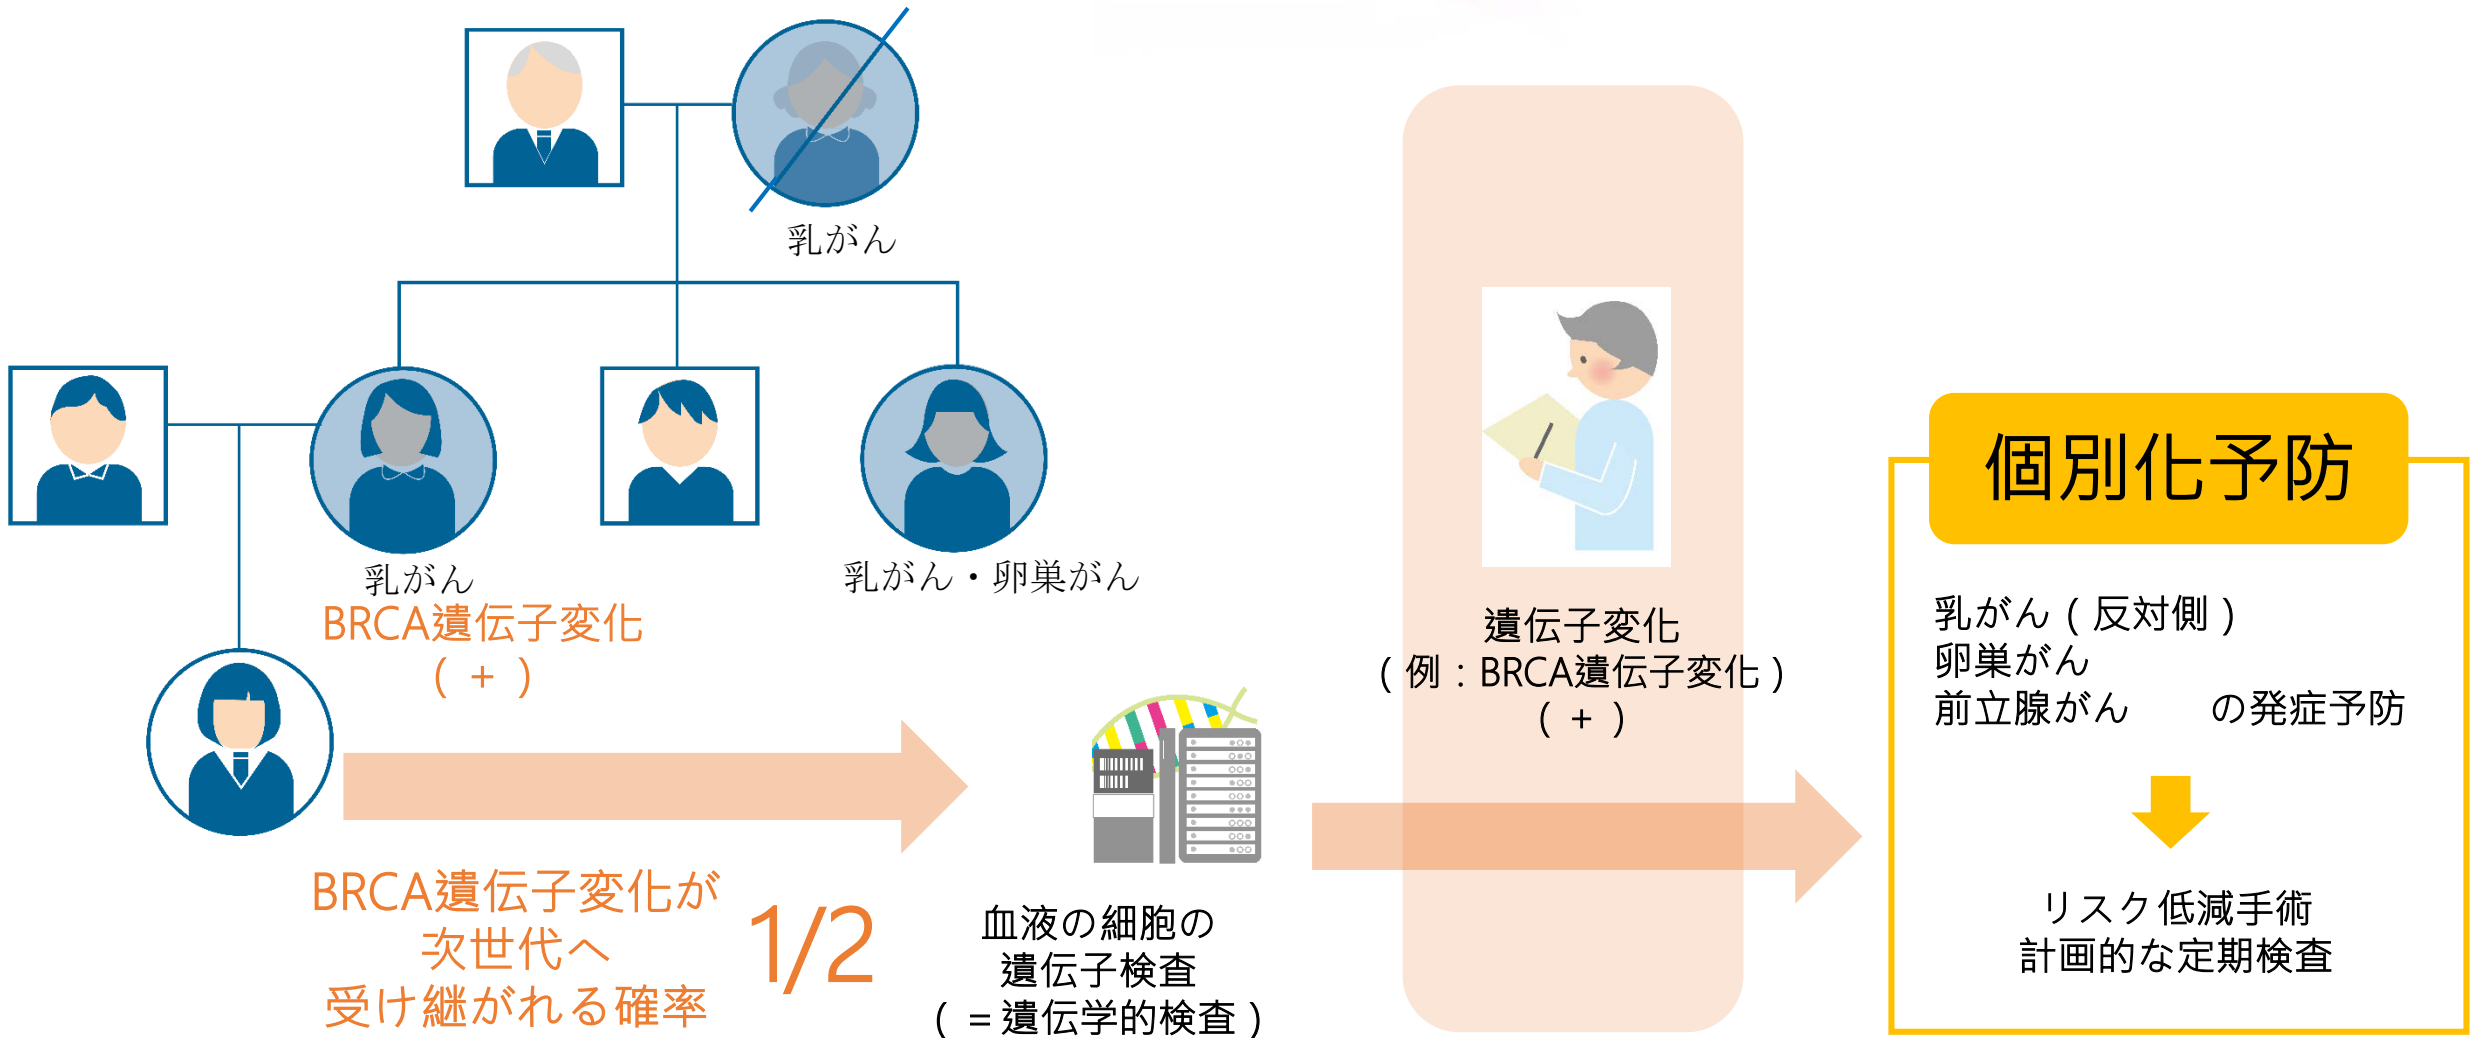 乳がん
乳がん
BRCA遺伝子変化
( + )
乳がん・卵巣がん
BRCA遺伝子変化が
次世代へ
受け継がれる確率
1/2
血液の細胞の
遺伝子検査
( = 遺伝学的検査 )
遺伝子変化
( 例:BRCA遺伝子変化 )
( + )
個別化予防
乳がん ( 反対側 )
卵巣がん
前立腺がん の発症予防
リスク低減手術
計画的な定期検査